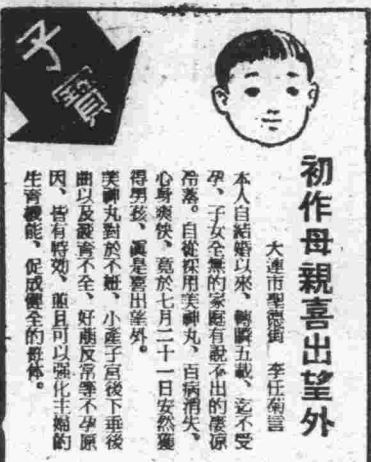 子寶
初作母親喜出望外
大連市聖德街　李任菊言
本人自結婚以來、轉瞬五載、迄不受
孕、子女全無的家庭有說不出的凄凉
冷落。自從採用美神丸、百病消失、
心身爽快、竟於七月二十一日安然獲
得男孩、眞是喜出望外。
美神丸對於不姙、小產子宮後下垂後
曲以及發育不全、好潮反常等不孕原
因、皆有特効、並且可以强化主婦的
生育機能、促成健全的母体。